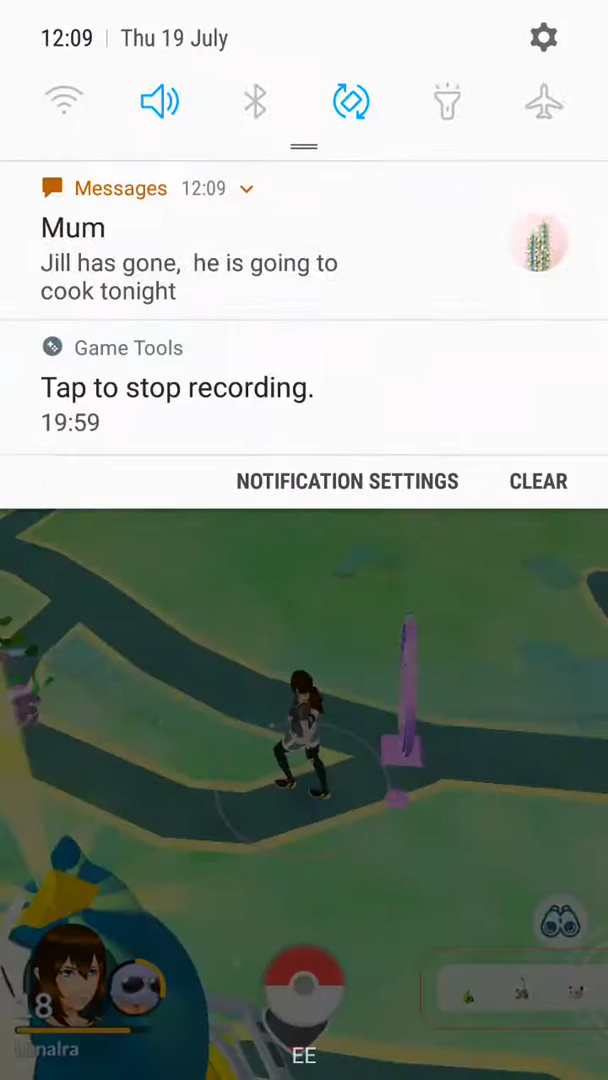 12:09 | Thu 19 July
Messages 12:09
Mum
Jill has gone,  he is going to
cook tonight
Game Tools
Tap to stop recording.
19:59
NOTIFICATION SETTINGS CLEAR
EE